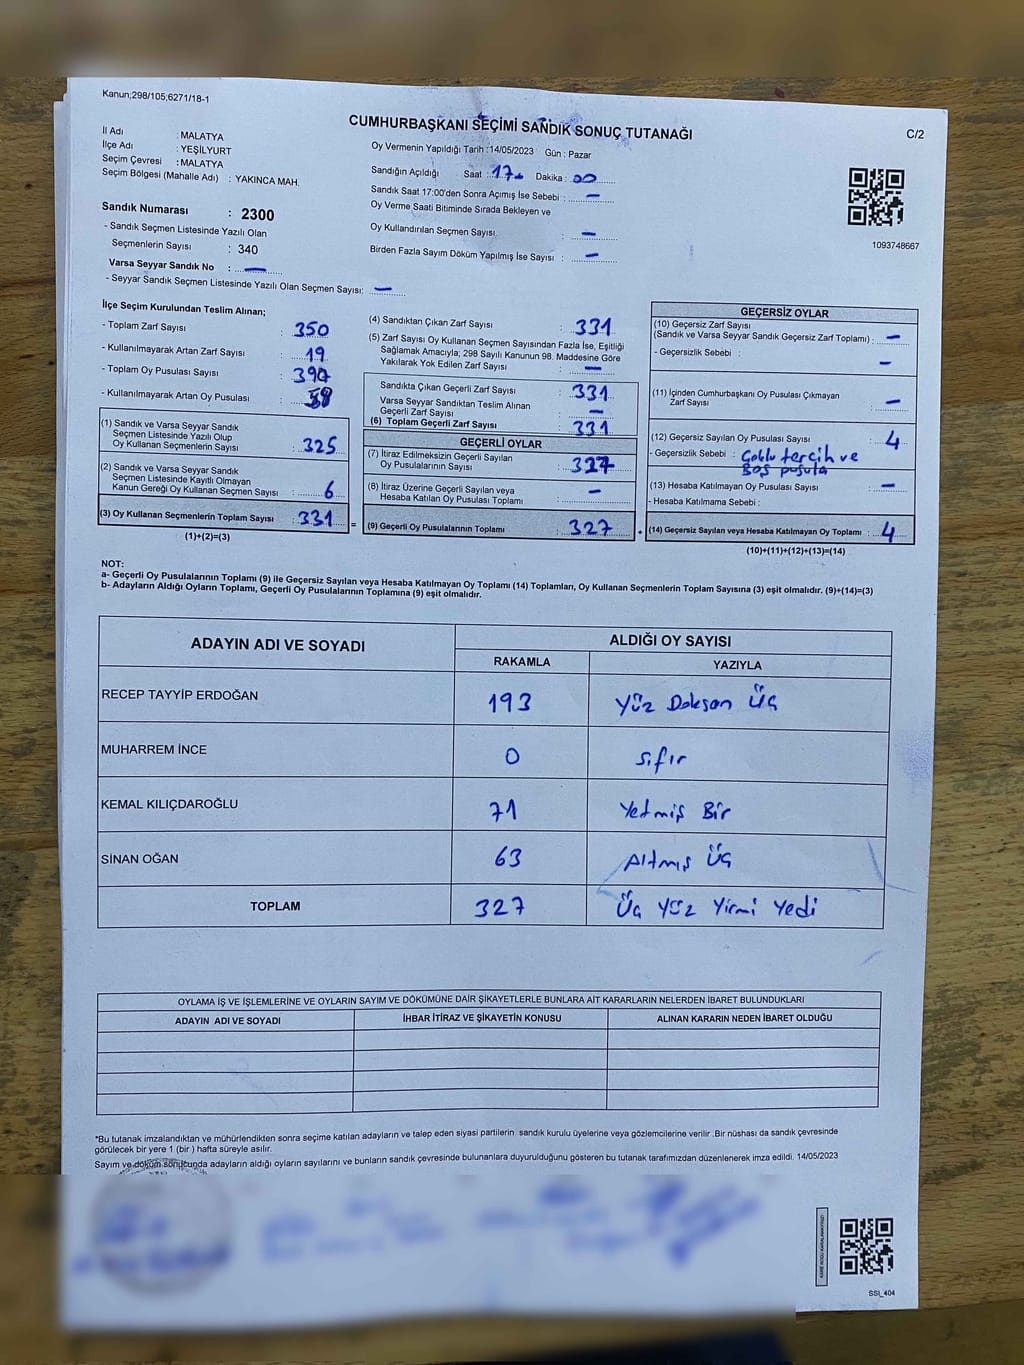 Kanun;298/105;6271/18-1
CUMHURBAŞKANI SEÇİMİ SANDIK SONUÇ TUTANAĞI
C/2
İl Adı : MALATYA
İlçe Adı : YEŞİLYURT
Seçim Çevresi : MALATYA
Seçim Bölgesi (Mahalle Adı) : YAKINCA MAH.
Oy Vermenin Yapıldığı Tarih :14/05/2023 Gün : Pazar
Sandığın Açıldığı Saat : 17 Dakika : 00
Sandık Saat 17:00'den Sonra Açımış İse Sebebi : —
Oy Verme Saati Bitiminde Sırada Bekleyen ve
Oy Kullandırılan Seçmen Sayısı : —
Birden Fazla Sayım Döküm Yapılmış İse Sayısı : —
1093748667
Sandık Numarası : 2300
- Sandık Seçmen Listesinde Yazılı Olan
Seçmenlerin Sayısı : 340
Varsa Seyyar Sandık No : —
- Seyyar Sandık Seçmen Listesinde Yazılı Olan Seçmen Sayısı: —
İlçe Seçim Kurulundan Teslim Alınan;
- Toplam Zarf Sayısı : 350
- Kullanılmayarak Artan Zarf Sayısı : 19
- Toplam Oy Pusulası Sayısı :
- Kullanılmayarak Artan Oy Pusulası :
(1) Sandık ve Varsa Seyyar Sandık
Seçmen Listesinde Yazılı Olup
Oy Kullanan Seçmenlerin Sayısı : 325
(2) Sandık ve Varsa Seyyar Sandık
Seçmen Listesinde Kayıtlı Olmayan
Kanun Gereği Oy Kullanan Seçmen Sayısı : 6
(3) Oy Kullanan Seçmenlerin Toplam Sayısı : 331
(1)+(2)=(3)
(4) Sandıktan Çıkan Zarf Sayısı : 331
(5) Zarf Sayısı Oy Kullanan Seçmen Sayısından Fazla İse, Eşitliği
Sağlamak Amacıyla; 298 Sayılı Kanunun 98. Maddesine Göre
Yakılarak Yok Edilen Zarf Sayısı : —
Sandıkta Çıkan Geçerli Zarf Sayısı : 331
Varsa Seyyar Sandıktan Teslim Alınan
Geçerli Zarf Sayısı : —
(6) Toplam Geçerli Zarf Sayısı : 331
GEÇERLİ OYLAR
(7) İtiraz Edilmeksizin Geçerli Sayılan
Oy Pusulalarının Sayısı : 327
(8) İtiraz Üzerine Geçerli Sayılan veya
Hesaba Katılan Oy Pusulası Toplamı : —
= (9) Geçerli Oy Pusulalarının Toplamı : 327
GEÇERSİZ OYLAR
(10) Geçersiz Zarf Sayısı
(Sandık ve Varsa Seyyar Sandık Geçersiz Zarf Toplamı) : —
- Geçersizlik Sebebi : —
(11) İçinden Cumhurbaşkanı Oy Pusulası Çıkmayan
Zarf Sayısı : —
(12) Geçersiz Sayılan Oy Pusulası Sayısı : 4
- Geçersizlik Sebebi : Çoklu tercih ve
Boş pusula
(13) Hesaba Katılmayan Oy Pusulası Sayısı : —
- Hesaba Katılmama Sebebi :
+ (14) Geçersiz Sayılan veya Hesaba Katılmayan Oy Toplamı : 4
(10)+(11)+(12)+(13)=(14)
NOT:
a- Geçerli Oy Pusulalarının Toplamı (9) ile Geçersiz Sayılan veya Hesaba Katılmayan Oy Toplamı (14) Toplamları, Oy Kullanan Seçmenlerin Toplam Sayısına (3) eşit olmalıdır. (9)+(14)=(3)
b- Adayların Aldığı Oyların Toplamı, Geçerli Oy Pusulalarının Toplamına (9) eşit olmalıdır.
ADAYIN ADI VE SOYADI ALDIĞI OY SAYISI
RAKAMLA YAZIYLA
RECEP TAYYİP ERDOĞAN 193 Yüz Doksan Üç
MUHARREM İNCE 0 Sıfır
KEMAL KILIÇDAROĞLU 71 Yetmiş Bir
SİNAN OĞAN 63 Altmış Üç
TOPLAM 327 Üç Yüz Yirmi Yedi
OYLAMA İŞ VE İŞLEMLERİNE VE OYLARIN SAYIM VE DÖKÜMÜNE DAİR ŞİKAYETLERLE BUNLARA AİT KARARLARIN NELERDEN İBARET BULUNDUKLARI
ADAYIN ADI VE SOYADI İHBAR İTİRAZ VE ŞİKAYETİN KONUSU ALINAN KARARIN NEDEN İBARET OLDUĞU
*Bu tutanak imzalandıktan ve mühürlendikten sonra seçime katılan adayların ve talep eden siyasi partilerin sandık kurulu üyelerine veya gözlemcilerine verilir .Bir nüshası da sandık çevresinde
görülecek bir yere 1 (bir ) hafta süreyle asılır.
Sayım ve döküm sonucunda adayların aldığı oyların sayılarını ve bunların sandık çevresinde bulunanlara duyurulduğunu gösteren bu tutanak tarafımızdan düzenlenerek imza edildi. 14/05/2023
SSI_404